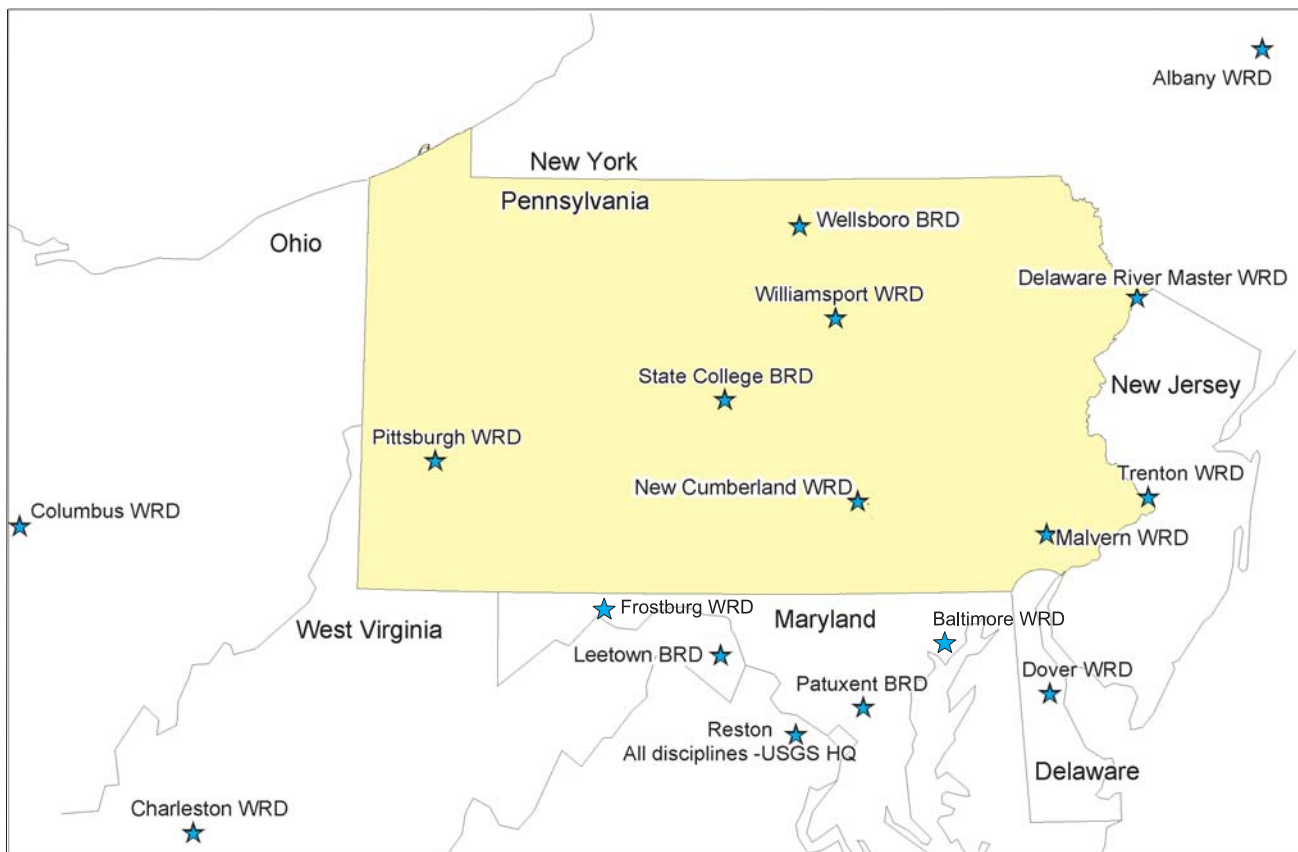 Albany WRD
New York
Pennsylvania
Wellsboro BRD
Ohio
Delaware River Master WRD
Williamsport WRD
State College BRD
New Jersey
Pittsburgh WRD
Trenton WRD
New Cumberland WRD
Columbus WRD
Malvern WRD
Frostburg WRD
Maryland
Baltimore WRD
West Virginia
Leetown BRD
Dover WRD
Patuxent BRD
Reston
All disciplines -USGS HQ
Delaware
Charleston WRD